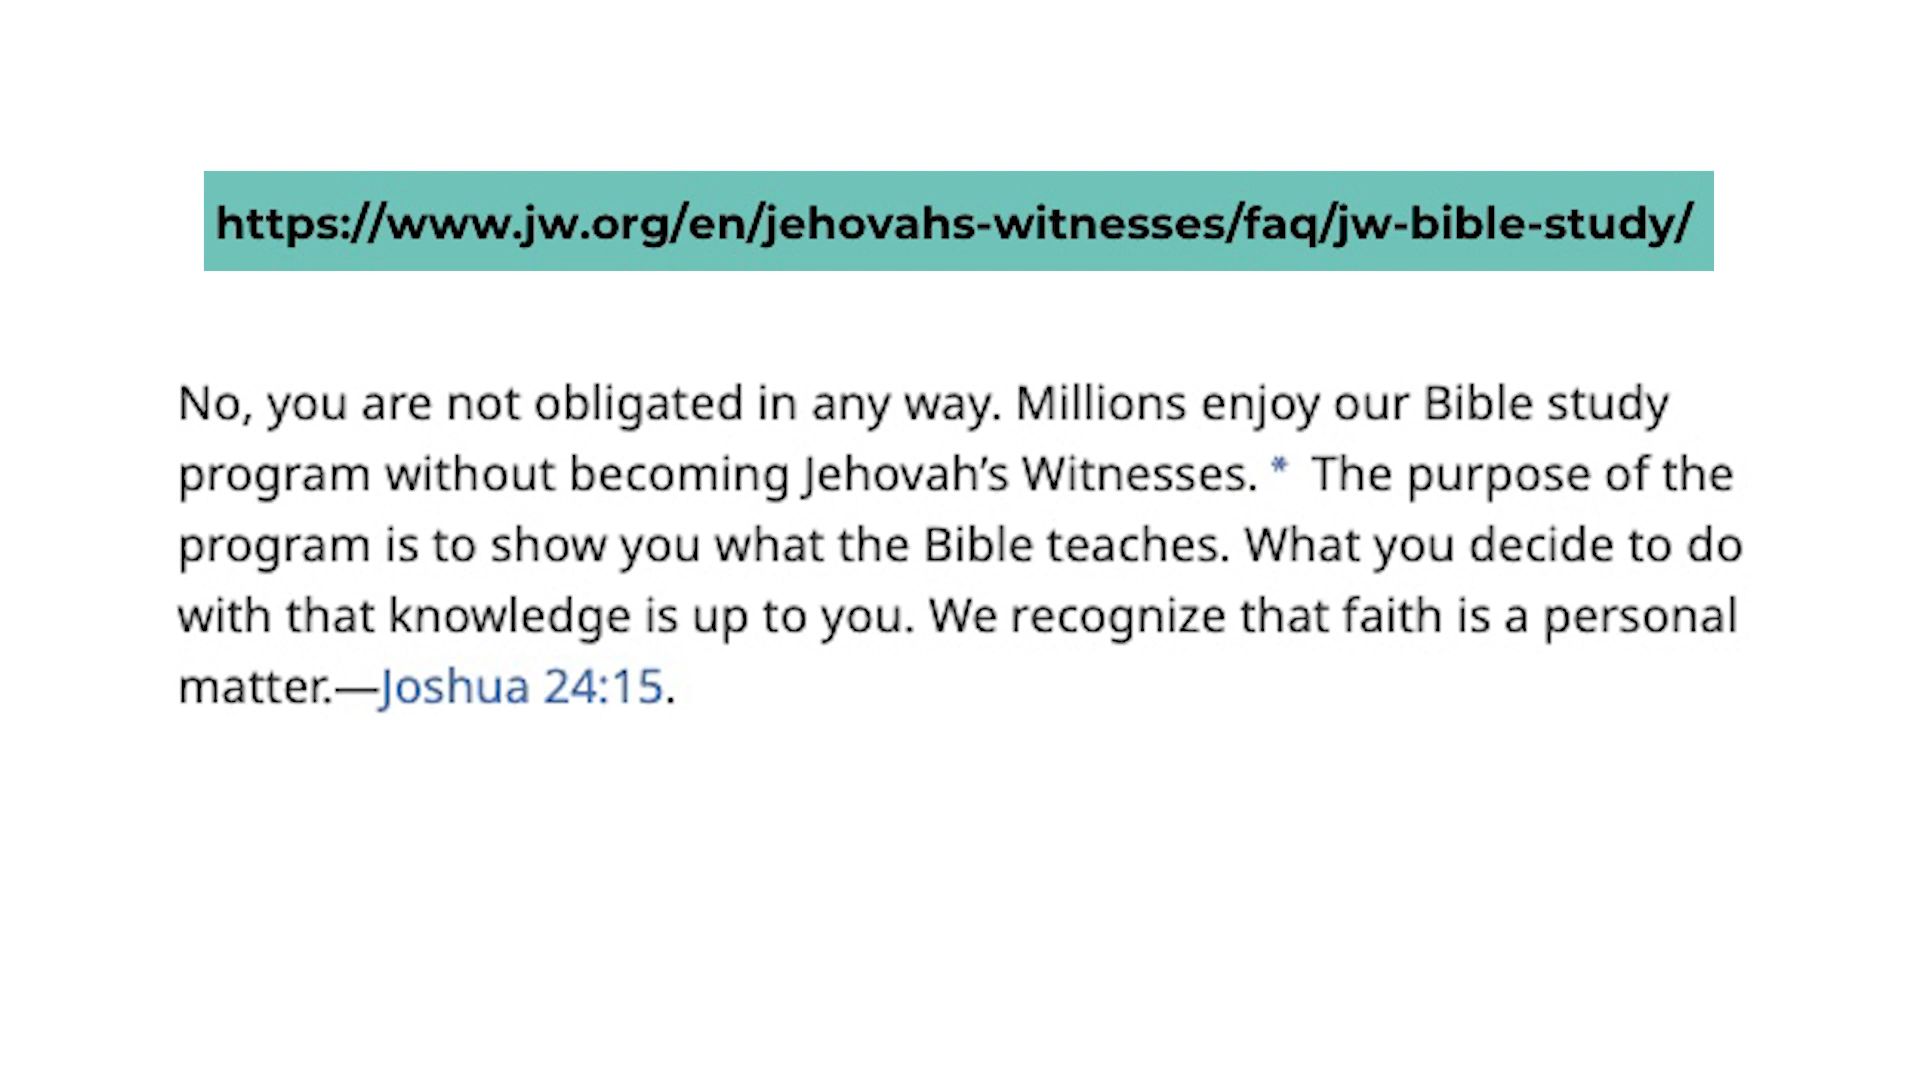 https://www.jw.org/en/jehovahs-witnesses/faq/jw-bible-study/
No, you are not obligated in any way. Millions enjoy our Bible study
program without becoming Jehovah’s Witnesses. * The purpose of the
program is to show you what the Bible teaches. What you decide to do
with that knowledge is up to you. We recognize that faith is a personal
matter.—Joshua 24:15.